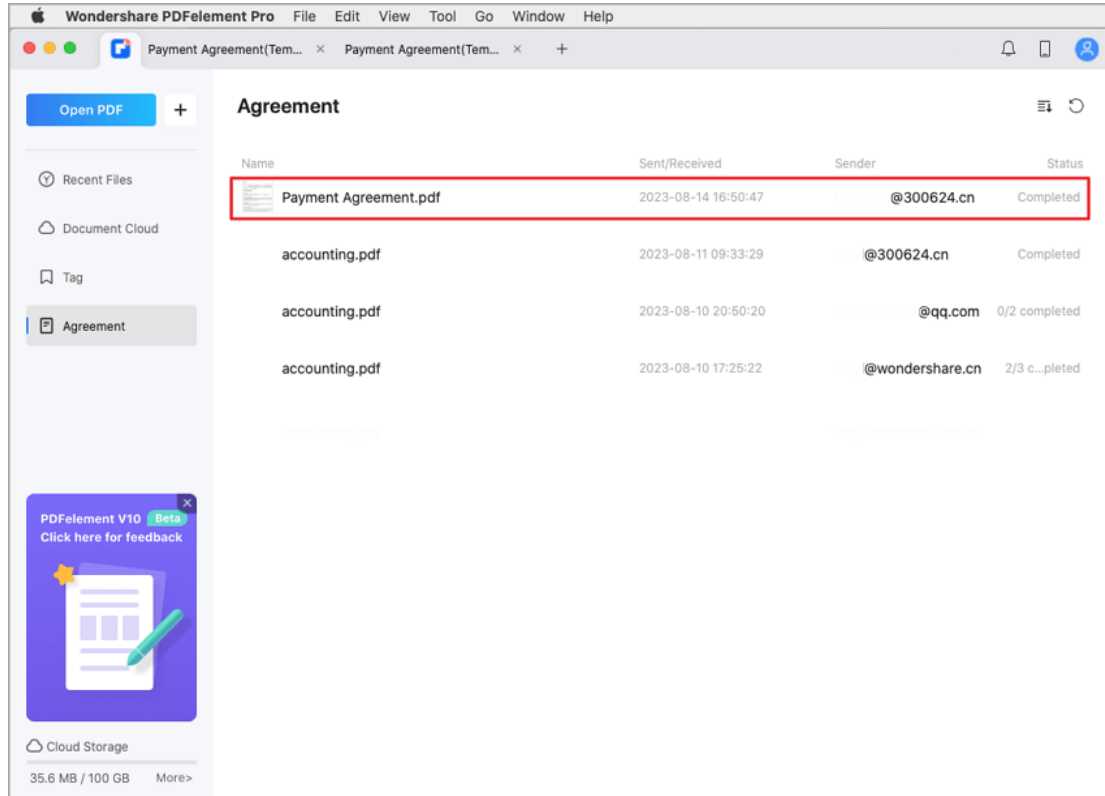 Wondershare PDFelement Pro File Edit View Tool Go Window Help
Payment Agreement(Tem... × Payment Agreement(Tem... × +
Open PDF +
Recent Files
Document Cloud
Tag
Agreement
PDFelement V10 Beta
Click here for feedback
Cloud Storage
35.6 MB / 100 GB More>
Agreement
Name Sent/Received Sender Status
Payment Agreement.pdf 2023-08-14 16:50:47 @300624.cn Completed
accounting.pdf 2023-08-11 09:33:29 @300624.cn Completed
accounting.pdf 2023-08-10 20:50:20 @qq.com 0/2 completed
accounting.pdf 2023-08-10 17:25:22 @wondershare.cn 2/3 c...pleted